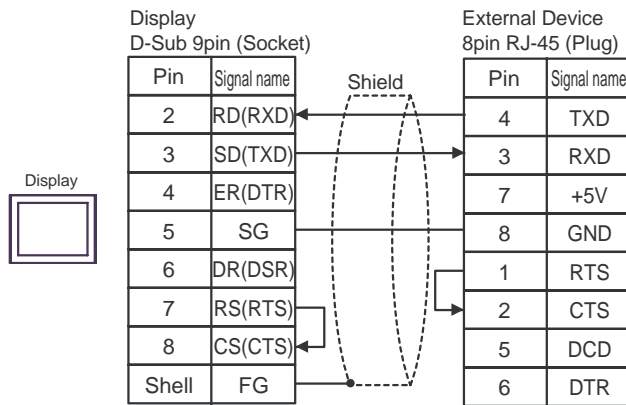 Display
D-Sub 9pin (Socket)
External Device
8pin RJ-45 (Plug)
Pin Signal name
Shield
Pin Signal name
2 RD(RXD)
4 TXD
3 SD(TXD)
3 RXD
Display
4 ER(DTR)
7 +5V
5 SG
8 GND
6 DR(DSR)
1 RTS
7 RS(RTS)
2 CTS
8 CS(CTS)
5 DCD
Shell FG
6 DTR